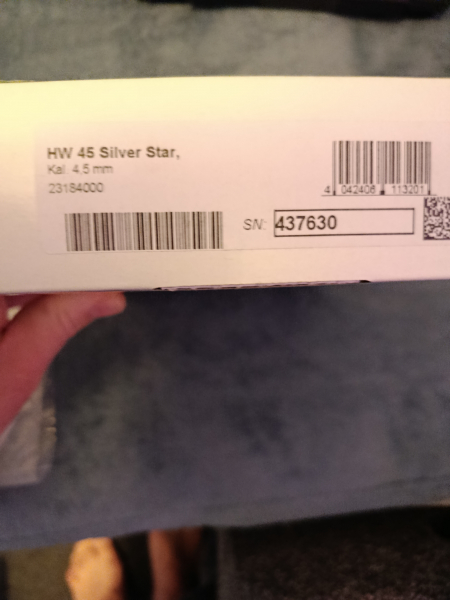 HW 45 Silver Star,
Kal. 4.5 mm
23184000
4 042406 113201
SN: 437630